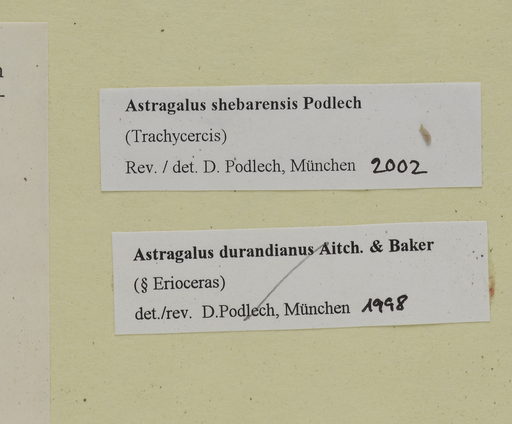 Astragalus shebarensis Podlech
(Trachycercis)
Rev. / det. D. Podlech, München 2002
Astragalus durandianus Aitch. & Baker
(§ Erioceras)
det./rev. D.Podlech, München 1998